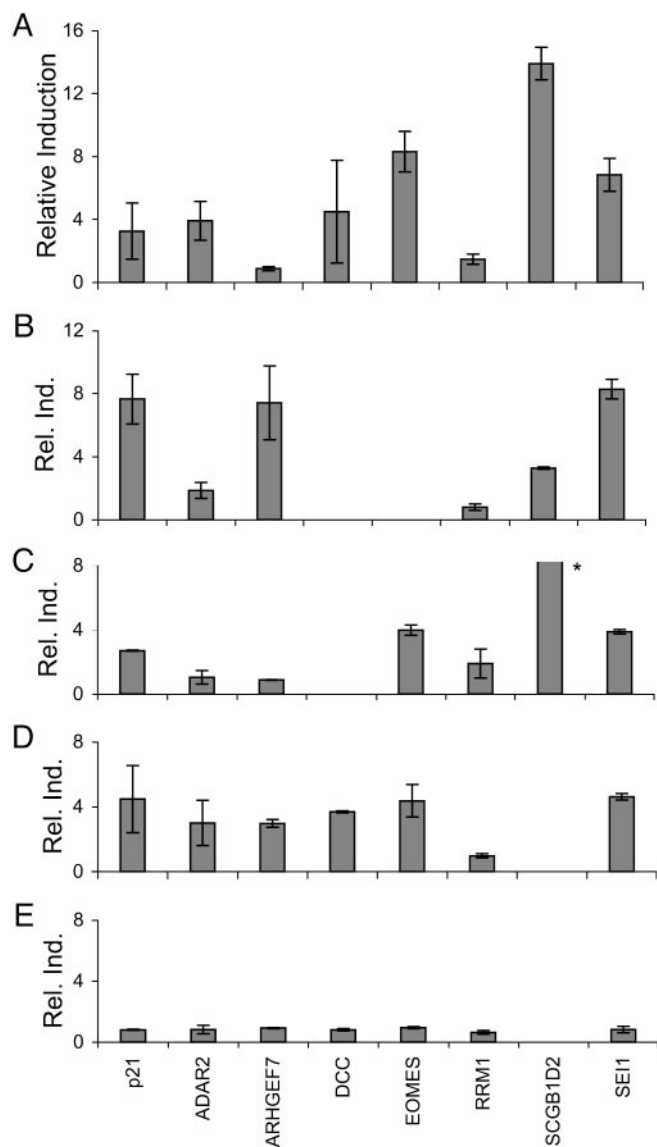 A
Relative Induction
16
12
8
4
0
B
Rel. Ind.
12
8
4
0
C
Rel. Ind.
8
4
0
*
D
Rel. Ind.
8
4
0
E
Rel. Ind.
8
4
0
p21
ADAR2
ARHGEF7
DCC
EOMES
RRM1
SCGB1D2
SEI1